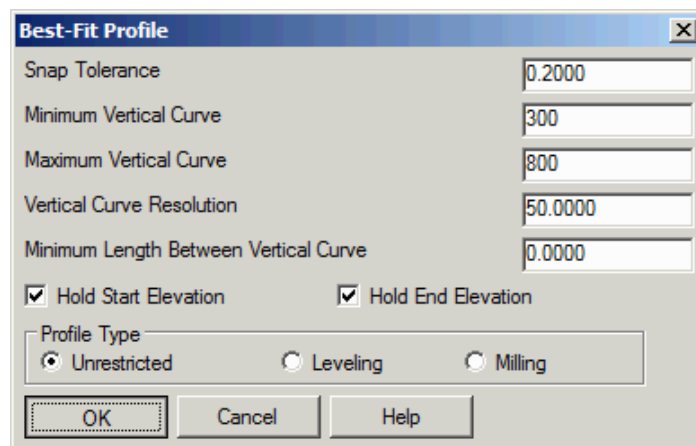 Best-Fit Profile
Snap Tolerance 0.2000
Minimum Vertical Curve 300
Maximum Vertical Curve 800
Vertical Curve Resolution 50.0000
Minimum Length Between Vertical Curve 0.0000
Hold Start Elevation Hold End Elevation
Profile Type
Unrestricted Leveling Milling
OK Cancel Help